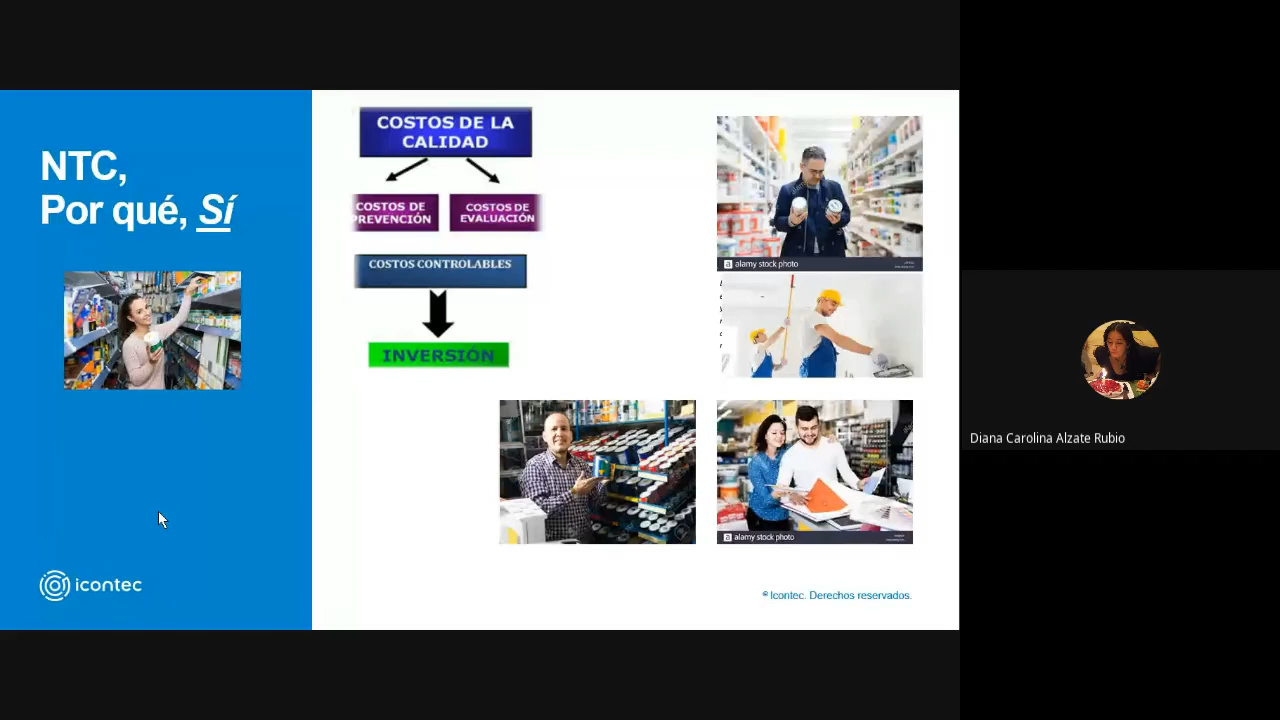 NTC,
Por qué, Sí
icontec
COSTOS DE LA
CALIDAD
COSTOS DE
PREVENCIÓN
COSTOS DE
EVALUACIÓN
COSTOS CONTROLABLES
INVERSIÓN
a alamy stock photo
a alamy stock photo
© Icontec. Derechos reservados.
Diana Carolina Alzate Rubio